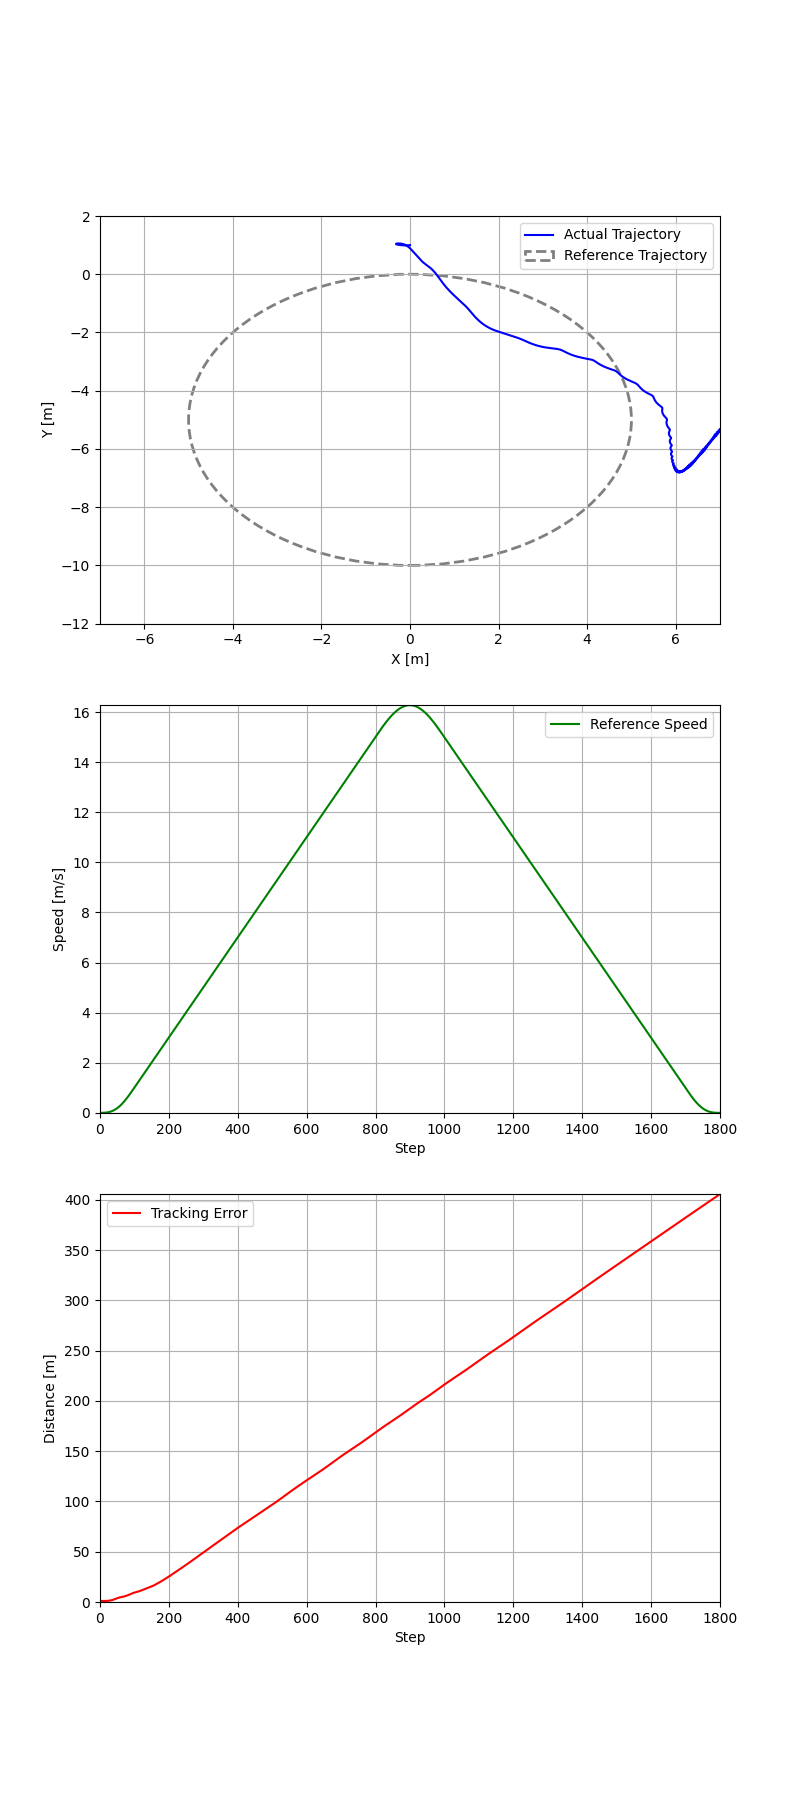 2
0
−2
−4
−6
−8
−10
−12
Y [m]
Actual Trajectory
Reference Trajectory
−6 −4 −2 0 2 4 6
X [m]
16
14
12
10
8
6
4
2
0
Speed [m/s]
Reference Speed
0 200 400 600 800 1000 1200 1400 1600 1800
Step
400
350
300
250
200
150
100
50
0
Distance [m]
Tracking Error
0 200 400 600 800 1000 1200 1400 1600 1800
Step